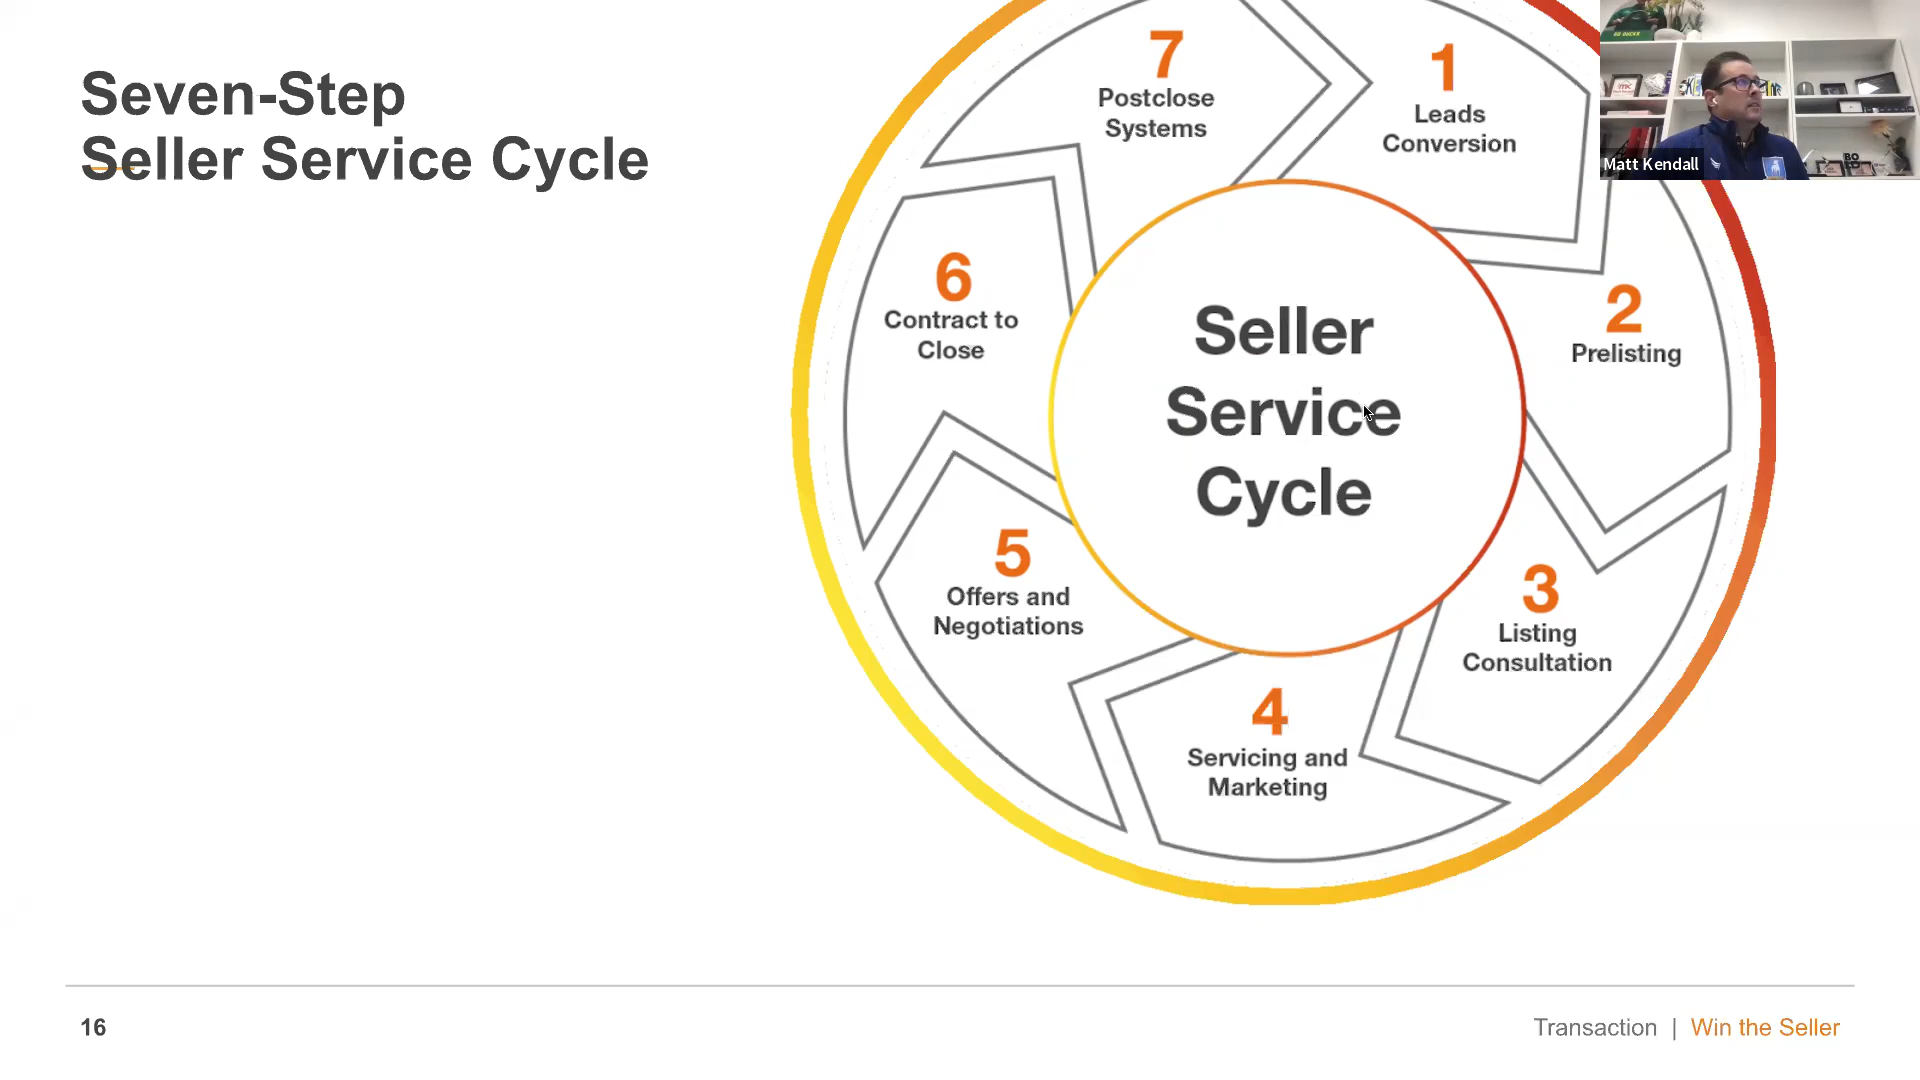 Seven-Step
Seller Service Cycle
7
Postclose
Systems
1
Leads
Conversion
GO DUCKS
Matt Kendall
6
Contract to
Close
2
Prelisting
Seller
Service
Cycle
5
Offers and
Negotiations
3
Listing
Consultation
4
Servicing and
Marketing
16
Transaction | Win the Seller